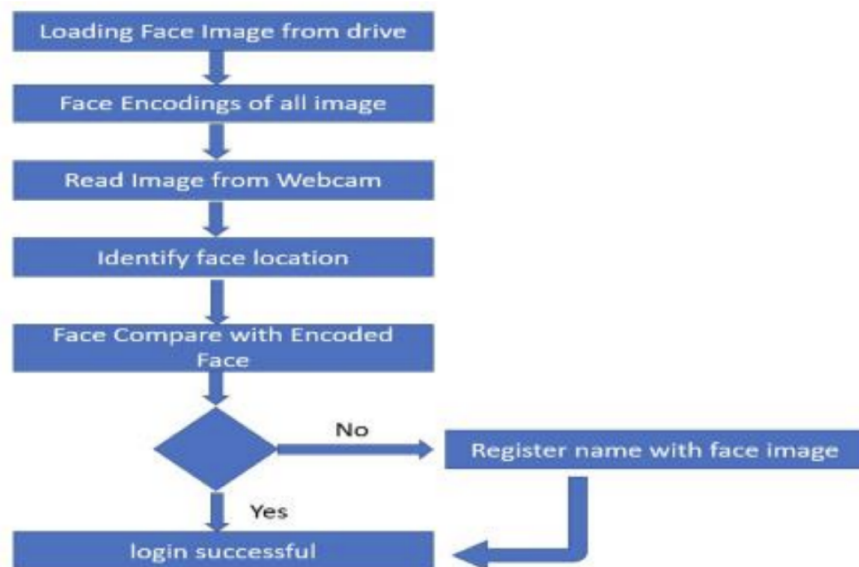 Loading Face Image from drive
Face Encodings of all image
Read Image from Webcam
Identify face location
Face Compare with Encoded
Face
No
Register name with face image
Yes
login successful